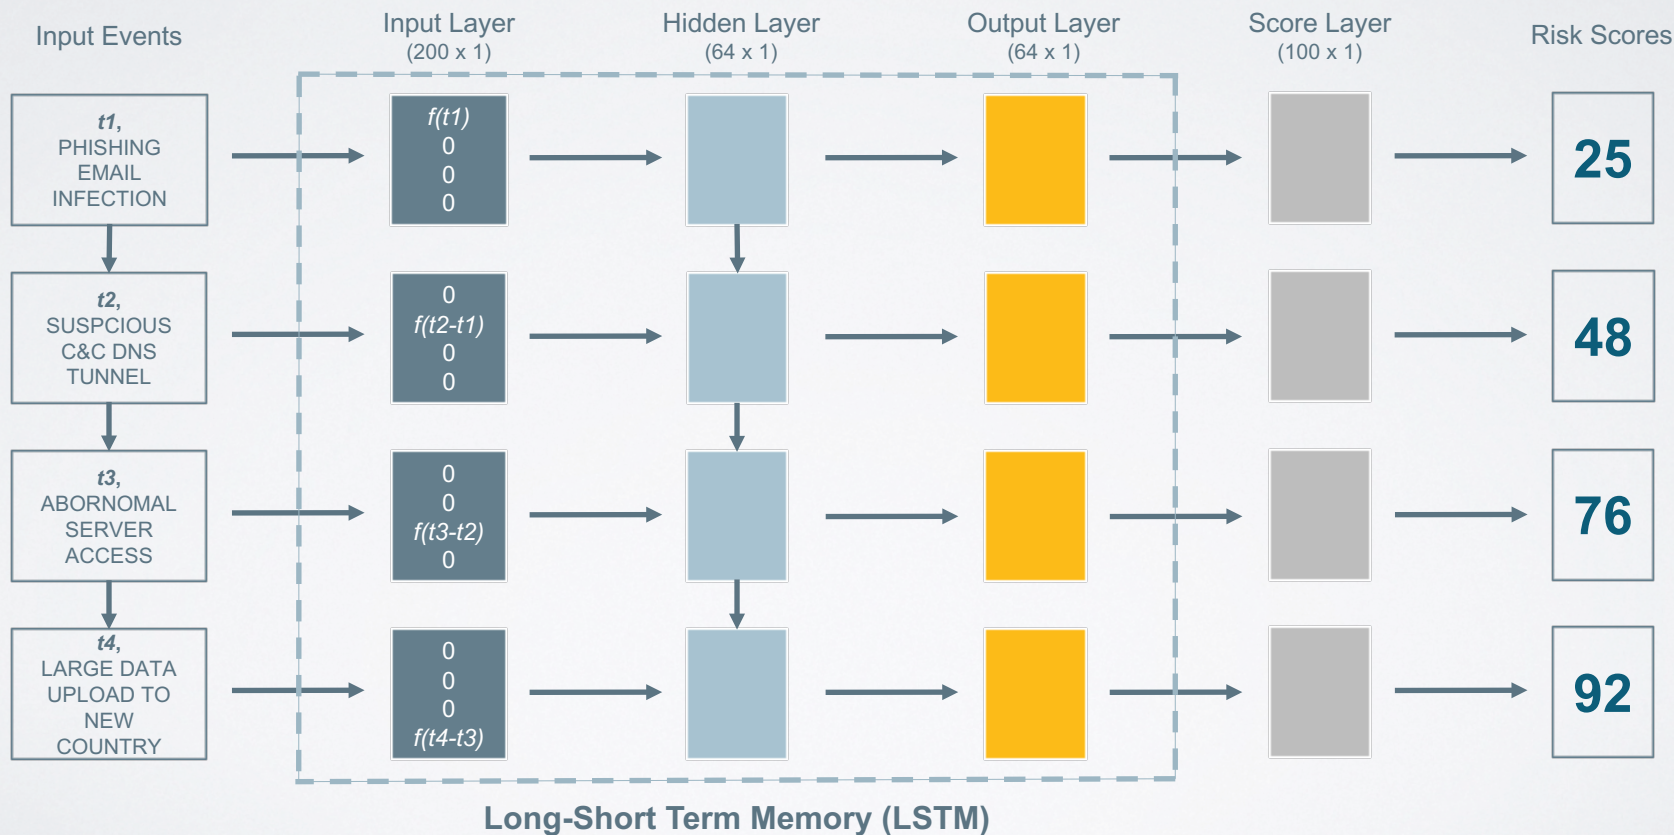 Input Events
Input Layer
(200 x 1)
Hidden Layer
(64 x 1)
Output Layer
(64 x 1)
Score Layer
(100 x 1)
Risk Scores
t1,
PHISHING
EMAIL
INFECTION
f(t1)
0
0
0
25
t2,
SUSPCIOUS
C&C DNS
TUNNEL
0
f(t2-t1)
0
0
48
t3,
ABORNOMAL
SERVER
ACCESS
0
0
f(t3-t2)
0
76
t4,
LARGE DATA
UPLOAD TO
NEW
COUNTRY
0
0
0
f(t4-t3)
92
Long-Short Term Memory (LSTM)